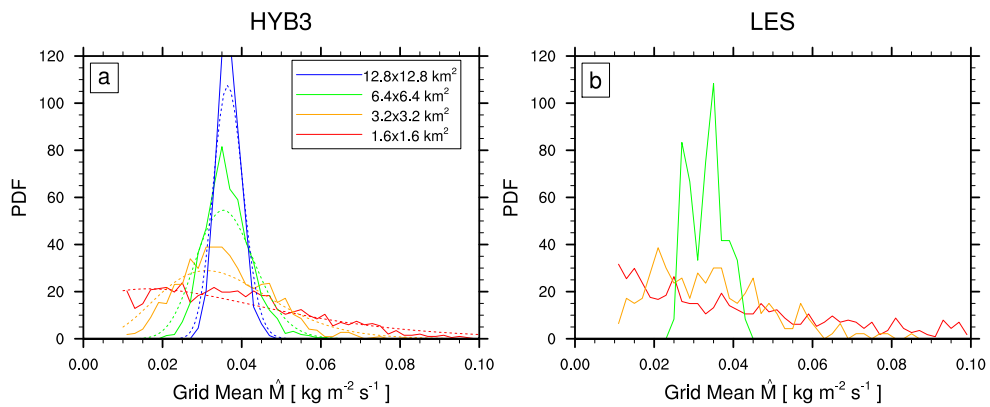 HYB3
LES
a
12.8x12.8 km²
6.4x6.4 km²
3.2x3.2 km²
1.6x1.6 km²
PDF
120
100
80
60
40
20
0
0.00 0.02 0.04 0.06 0.08 0.10
Grid Mean M̂ [ kg m⁻² s⁻¹ ]
b
PDF
120
100
80
60
40
20
0
0.00 0.02 0.04 0.06 0.08 0.10
Grid Mean M̂ [ kg m⁻² s⁻¹ ]